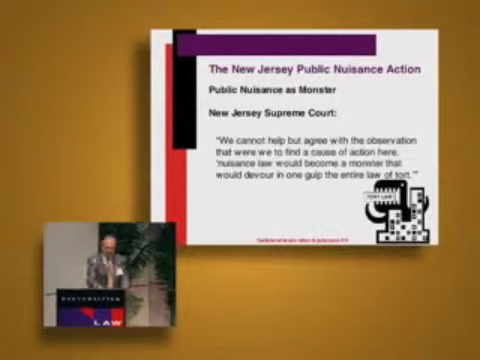 The New Jersey Public Nuisance Action
Public Nuisance as Monster
New Jersey Supreme Court:
"We cannot help but agree with the observation
that were we to find a cause of action here,
'nuisance law would become a monster that
would devour in one gulp the entire law of tort.'"
TORT LAW
LAW